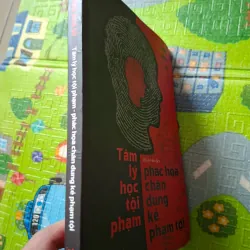 Tâm lý học tội phạm - phác họa chân dung kẻ phạm tội
Tâm
lý
học
tội
phạm
phác họa
chân
dung
kẻ
phạm tội